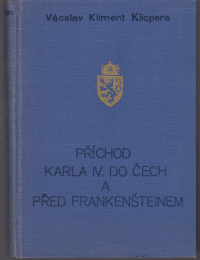 Václav Kliment Klicpera
PŘÍCHOD
KARLA IV. DO ČECH
A
PŘED FRANKENŠTEINEM